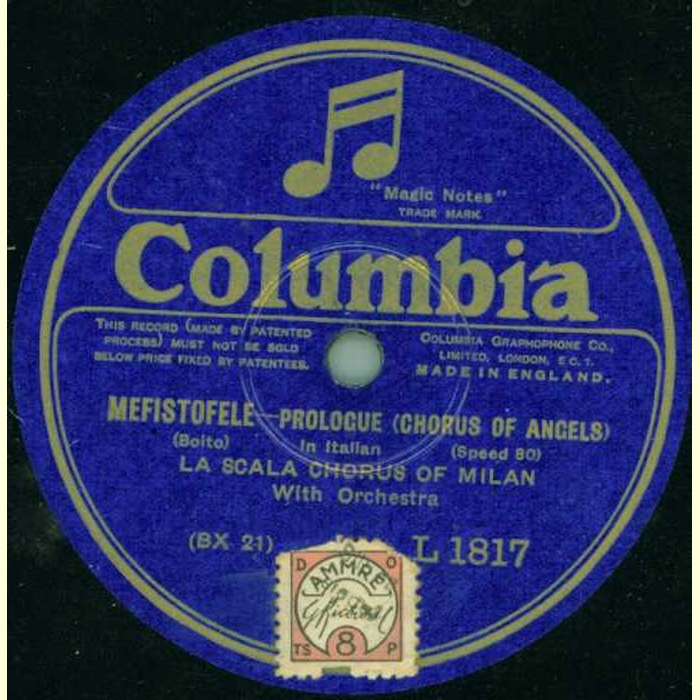 "Magic Notes"
TRADE MARK
Columbia
THIS RECORD (MADE BY PATENTED
PROCESS) MUST NOT BE SOLD
BELOW PRICE FIXED BY PATENTEES.
COLUMBIA GRAPHOPHONE CO.,
LIMITED, LONDON, E.C.1.
MADE IN ENGLAND.
MEFISTOFELE—PROLOGUE (CHORUS OF ANGELS)
(Boito) In Italian (Speed 80)
LA SCALA CHORUS OF MILAN
With Orchestra
(BX 21) L 1817
D O
AMMRE
TS 8 P